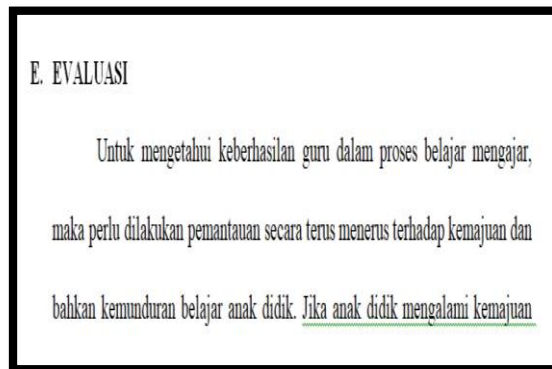 E. EVALUASI
Untuk mengetahui keberhasilan guru dalam proses belajar mengajar,
maka perlu dilakukan pemantauan secara terus menerus terhadap kemajuan dan
bahkan kemunduran belajar anak didik. Jika anak didik mengalami kemajuan